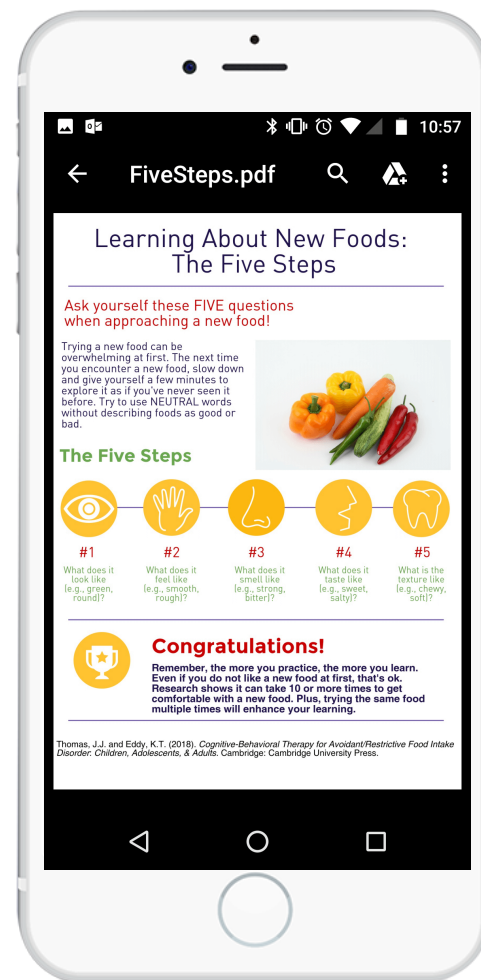 10:57
FiveSteps.pdf
Learning About New Foods:
The Five Steps
Ask yourself these FIVE questions
when approaching a new food!
Trying a new food can be
overwhelming at first. The next time
you encounter a new food, slow down
and give yourself a few minutes to
explore it as if you've never seen it
before. Try to use NEUTRAL words
without describing foods as good or
bad.
The Five Steps
#1
What does it
look like
(e.g., green,
round)?
#2
What does it
feel like
(e.g., smooth,
rough)?
#3
What does it
smell like
(e.g., strong,
bitter)?
#4
What does it
taste like
(e.g., sweet,
salty)?
#5
What is the
texture like
(e.g., chewy,
soft)?
Congratulations!
Remember, the more you practice, the more you learn.
Even if you do not like a new food at first, that's ok.
Research shows it can take 10 or more times to get
comfortable with a new food. Plus, trying the same food
multiple times will enhance your learning.
Thomas, J.J. and Eddy, K.T. (2018). Cognitive-Behavioral Therapy for Avoidant/Restrictive Food Intake
Disorder: Children, Adolescents, & Adults. Cambridge: Cambridge University Press.